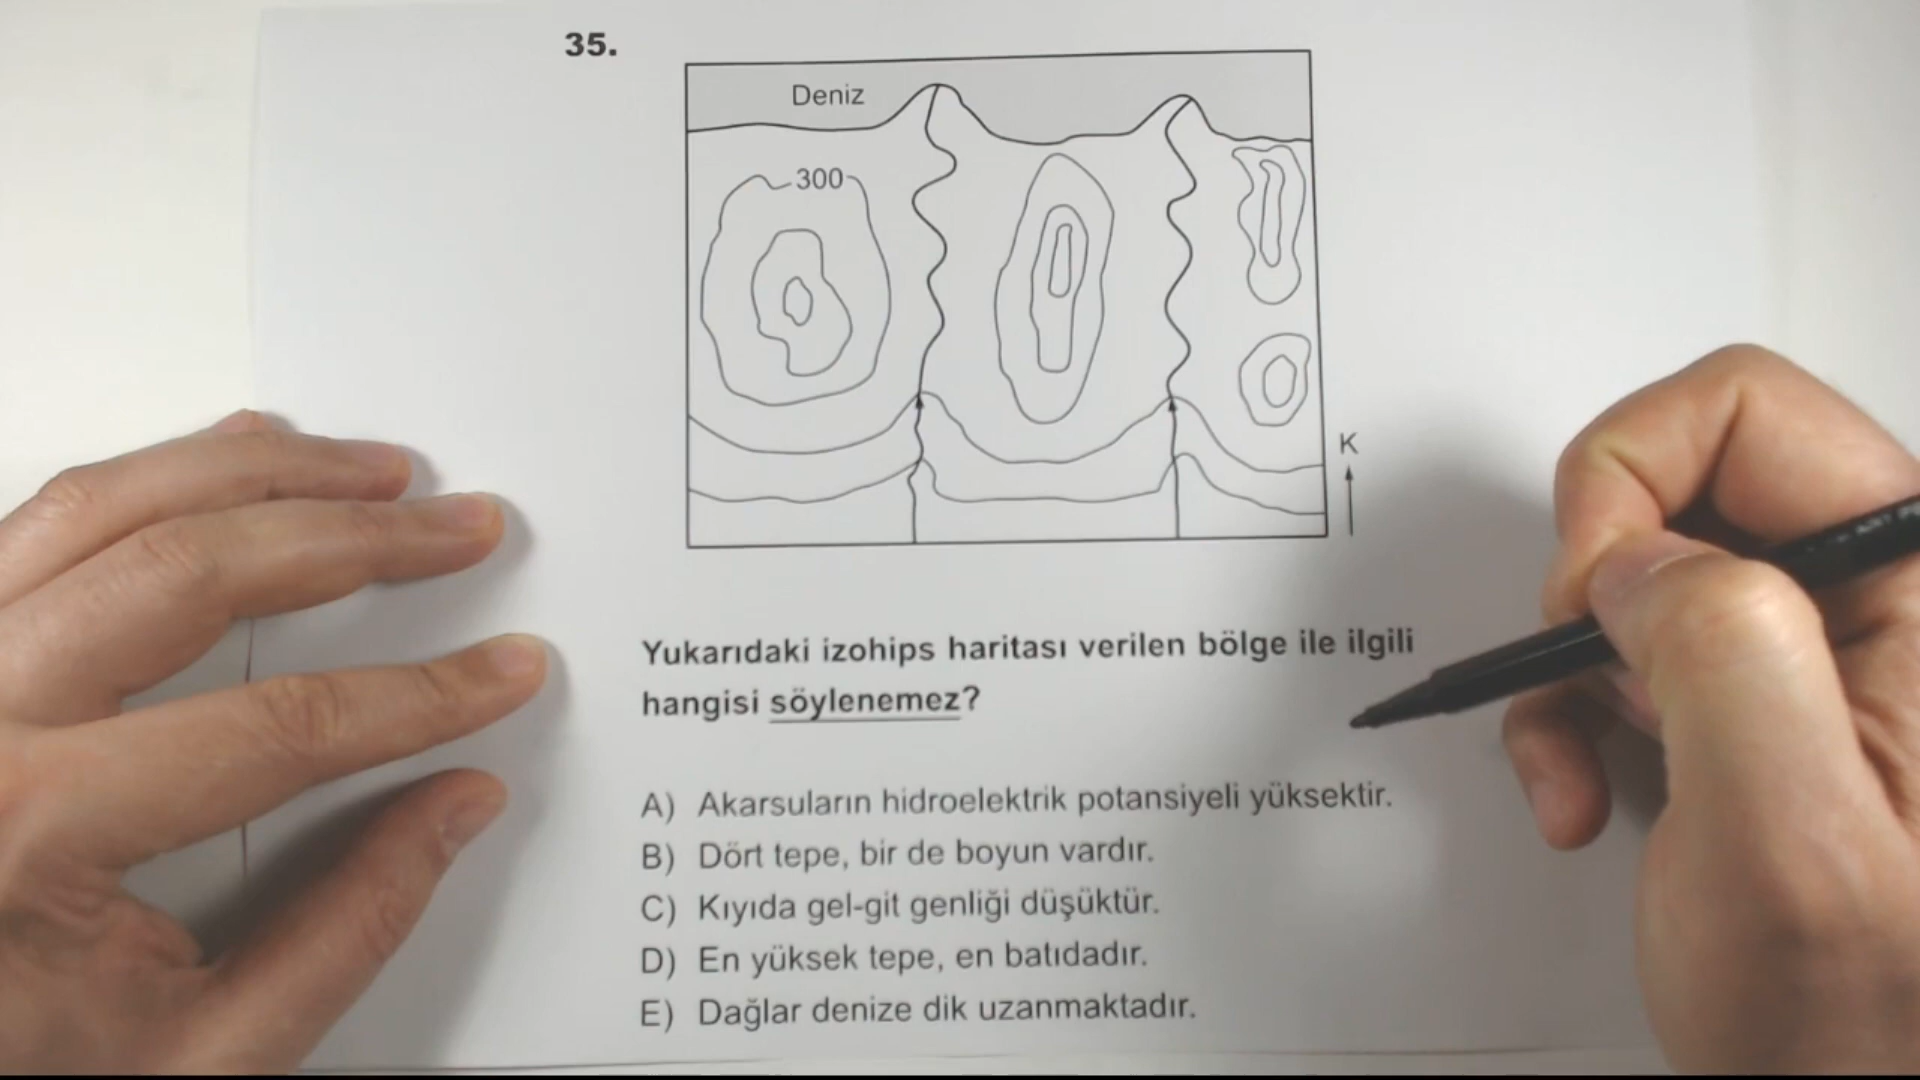 35.
Deniz
300
K
Yukarıdaki izohips haritası verilen bölge ile ilgili
hangisi söylenemez?
A) Akarsuların hidroelektrik potansiyeli yüksektir.
B) Dört tepe, bir de boyun vardır.
C) Kıyıda gel-git genliği düşüktür.
D) En yüksek tepe, en batıdadır.
E) Dağlar denize dik uzanmaktadır.